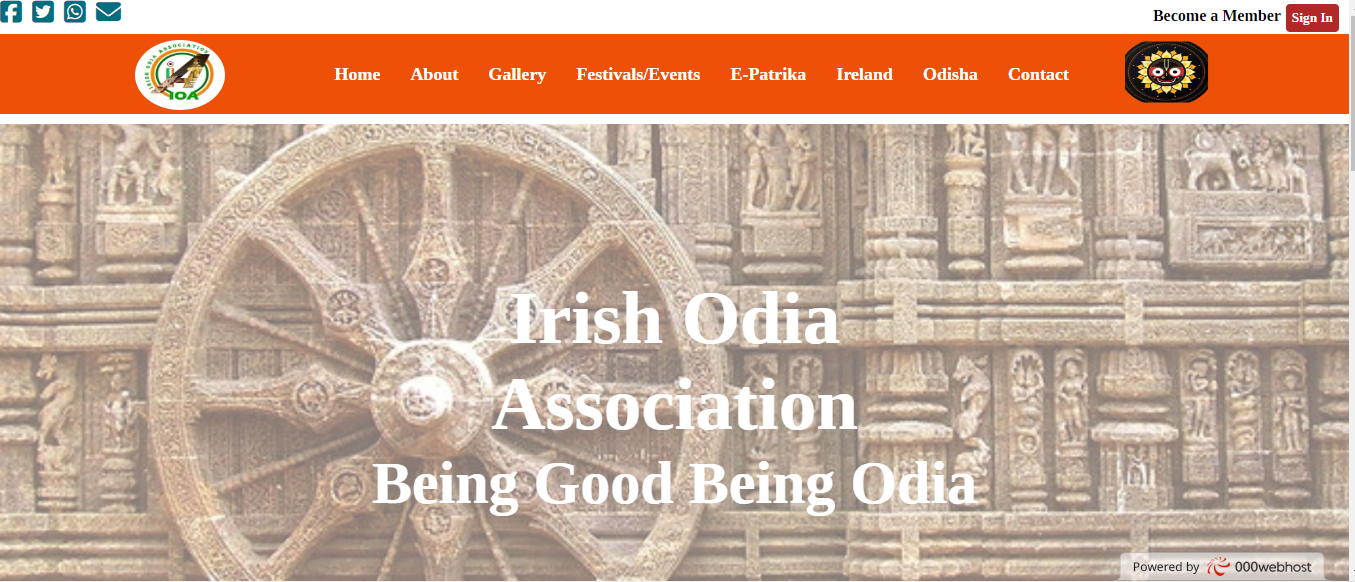 Become a Member Sign In
IRISH ODIA ASSOCIATION
IOA
Home About Gallery Festivals/Events E-Patrika Ireland Odisha Contact
Irish Odia
Association
Being Good Being Odia
Powered by 000webhost